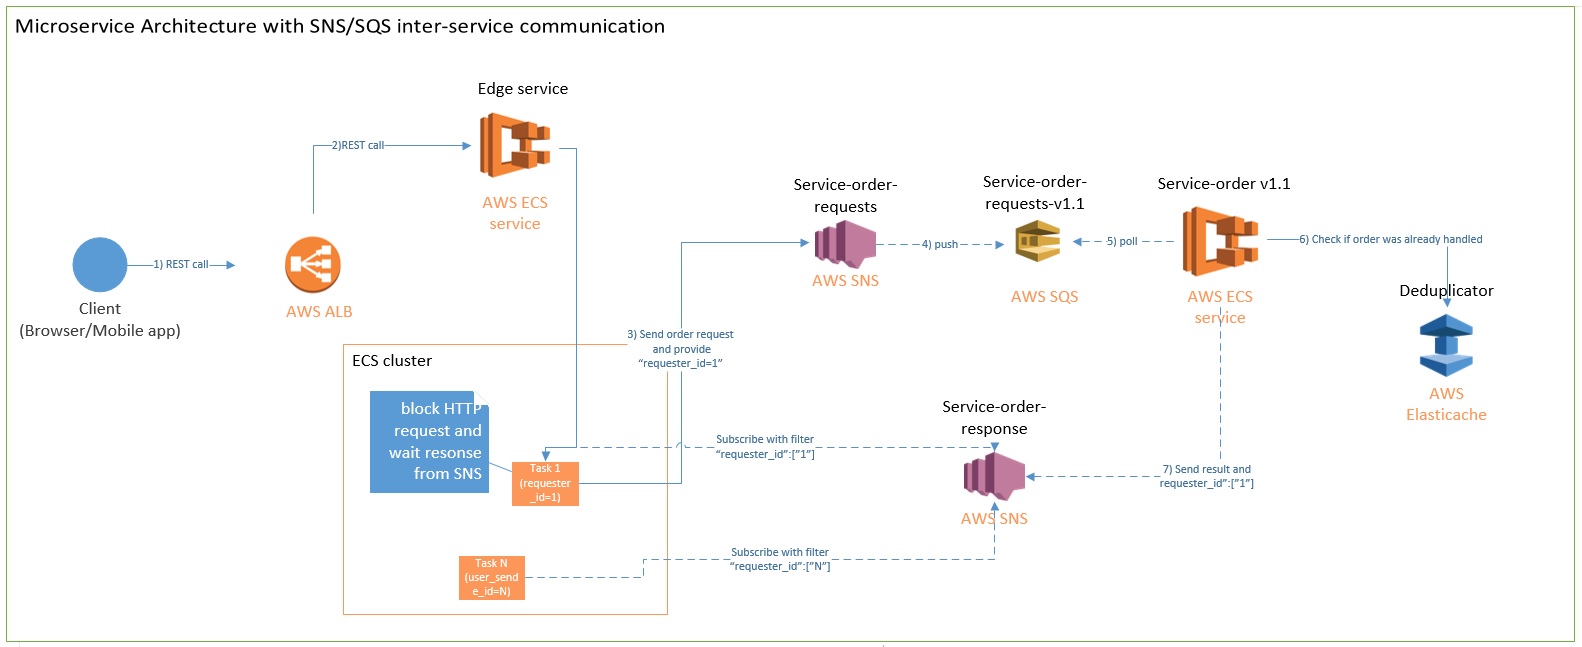 Microservice Architecture with SNS/SQS inter-service communication
Edge service
2)REST call
AWS ECS
service
1) REST call
Client
(Browser/Mobile app)
AWS ALB
Service-order-
requests
4) push
AWS SNS
Service-order-
requests-v1.1
AWS SQS
5) poll
Service-order v1.1
AWS ECS
service
6) Check if order was already handled
Deduplicator
AWS
Elasticache
3) Send order request
and provide
“requester_id=1”
ECS cluster
block HTTP
request and
wait resonse
from SNS
Task 1
(requester
_id=1)
Subscribe with filter
“requester_id”:[”1”]
Service-order-
response
AWS SNS
7) Send result and
requester_id”:[”1”]
Task N
(user_send
e_id=N)
Subscribe with filter
“requester_id”:[”N”]